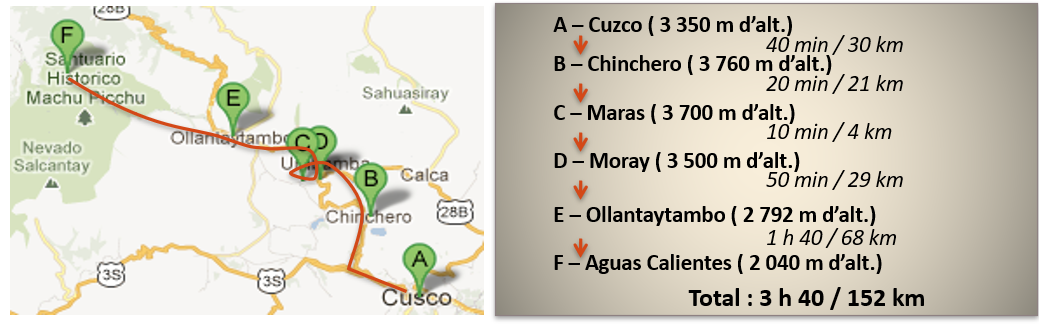 28B
F
Santuario
Historico
Machu Picchu
Sahuasiray
E
Ollantaytambo
C D
Nevado
Salcantay
B
Calca
Chinchero
28B
A
3S
3S
Cusco
A – Cuzco ( 3 350 m d’alt.)
40 min / 30 km
B – Chinchero ( 3 760 m d’alt.)
20 min / 21 km
C – Maras ( 3 700 m d’alt.)
10 min / 4 km
D – Moray ( 3 500 m d’alt.)
50 min / 29 km
E – Ollantaytambo ( 2 792 m d’alt.)
1 h 40 / 68 km
F – Aguas Calientes ( 2 040 m d’alt.)
Total : 3 h 40 / 152 km